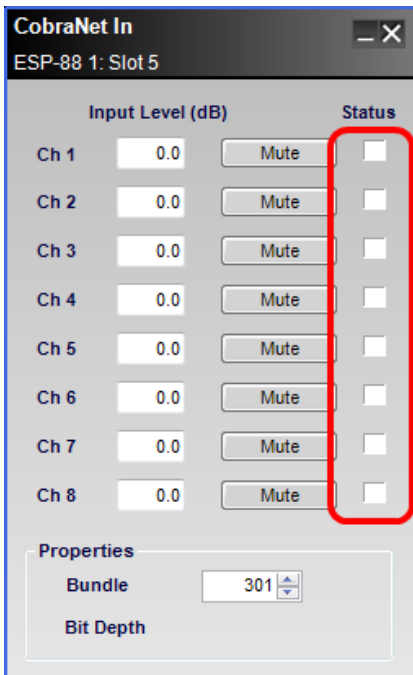 CobraNet In
ESP-88 1: Slot 5
Input Level (dB) Status
Ch 1 0.0 Mute
Ch 2 0.0 Mute
Ch 3 0.0 Mute
Ch 4 0.0 Mute
Ch 5 0.0 Mute
Ch 6 0.0 Mute
Ch 7 0.0 Mute
Ch 8 0.0 Mute
Properties
Bundle 301
Bit Depth